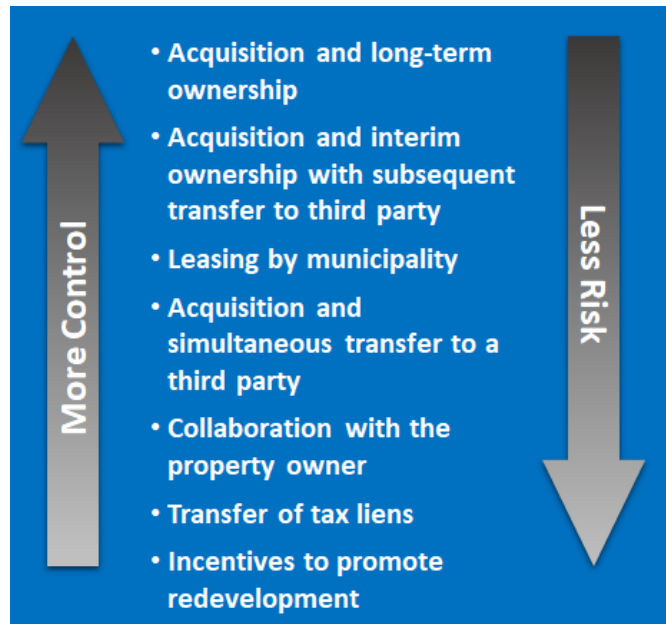 More Control
• Acquisition and long-term
ownership
• Acquisition and interim
ownership with subsequent
transfer to third party
• Leasing by municipality
• Acquisition and
simultaneous transfer to a
third party
• Collaboration with the
property owner
• Transfer of tax liens
• Incentives to promote
redevelopment
Less Risk